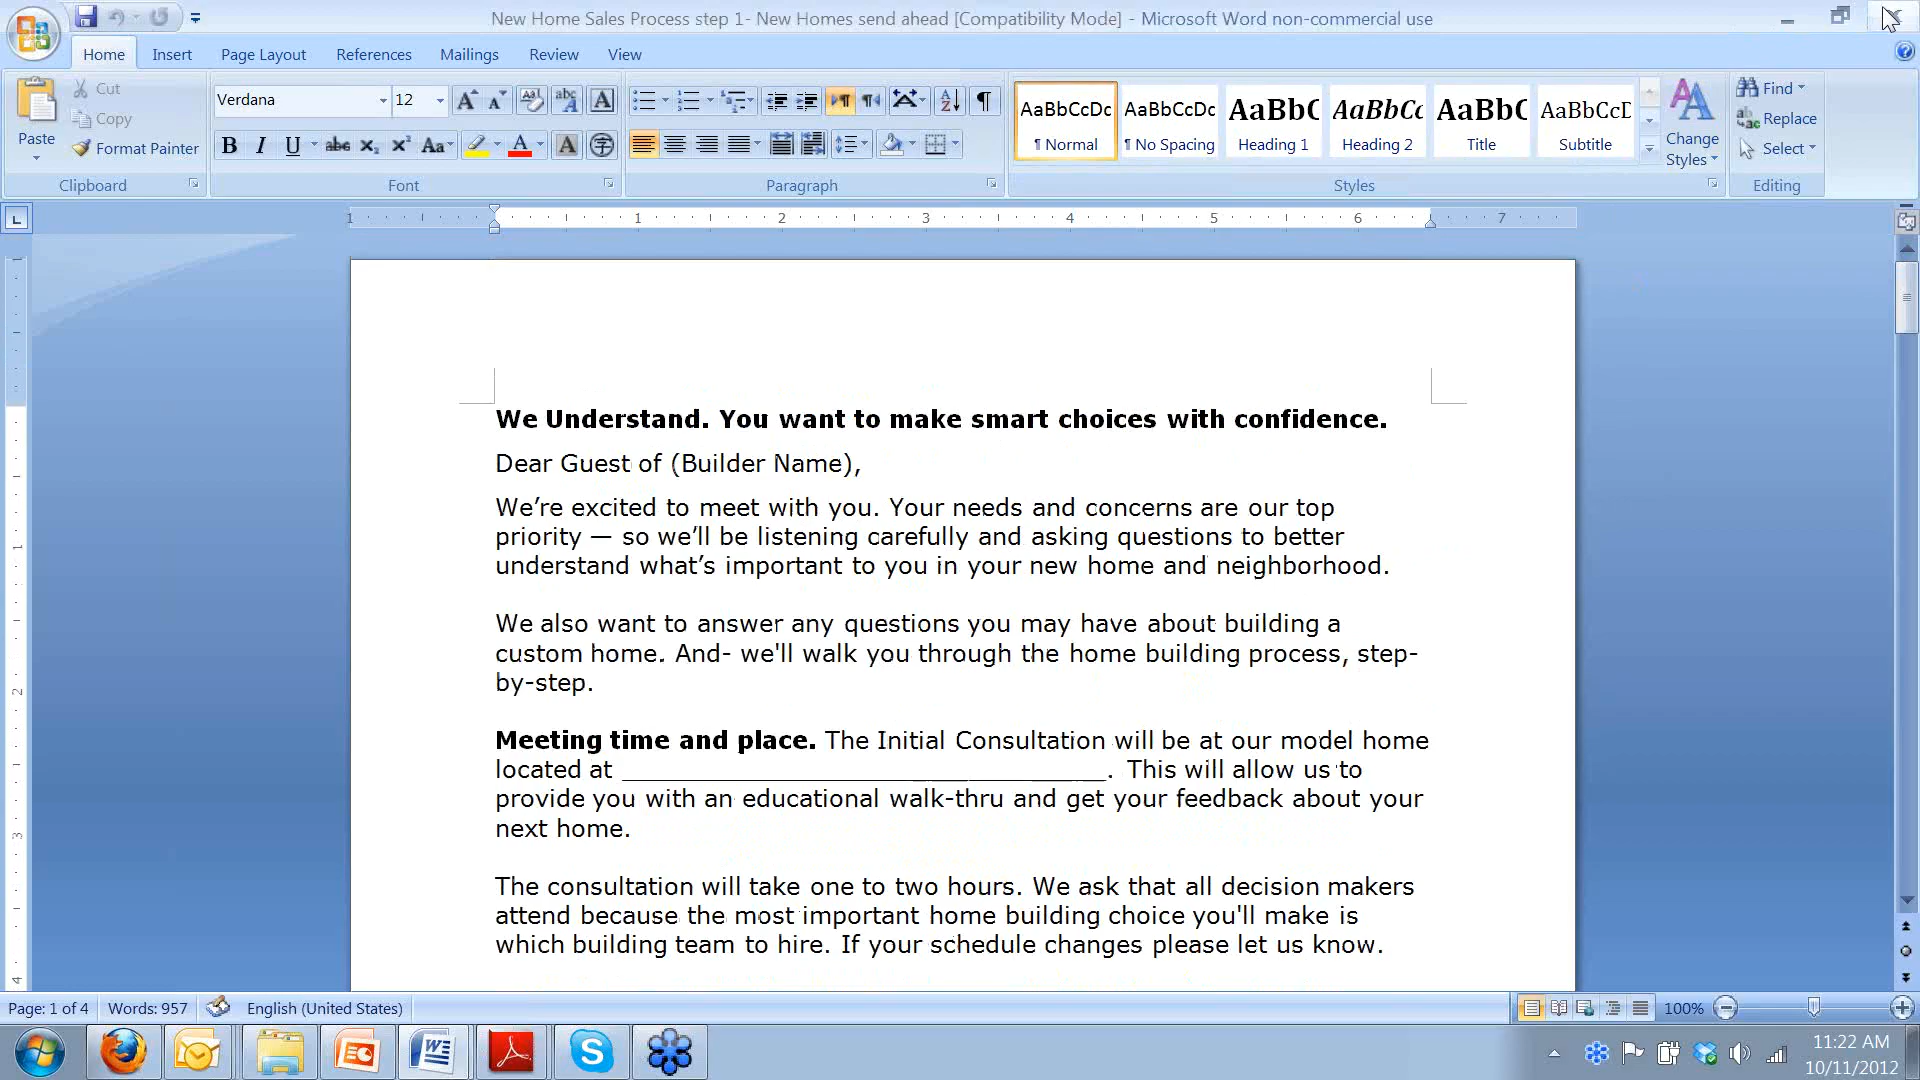 New Home Sales Process step 1- New Homes send ahead [Compatibility Mode] - Microsoft Word non-commercial use
Home Insert Page Layout References Mailings Review View
Paste
Cut
Copy
Format Painter
Clipboard
Verdana 12
Font
Paragraph
AaBbCcDc AaBbCcDc AaBbC AaBbCc AaBbC AaBbCcD
¶ Normal ¶ No Spacing Heading 1 Heading 2 Title Subtitle
Change
Styles
Styles
Find
Replace
Select
Editing
1 1 2 3 4 5 6 7
We Understand. You want to make smart choices with confidence.
Dear Guest of (Builder Name),
We’re excited to meet with you. Your needs and concerns are our top
priority — so we’ll be listening carefully and asking questions to better
understand what’s important to you in your new home and neighborhood.
We also want to answer any questions you may have about building a
custom home. And- we'll walk you through the home building process, step-
by-step.
Meeting time and place. The Initial Consultation will be at our model home
located at ___________________________________. This will allow us to
provide you with an educational walk-thru and get your feedback about your
next home.
The consultation will take one to two hours. We ask that all decision makers
attend because the most important home building choice you'll make is
which building team to hire. If your schedule changes please let us know.
Page: 1 of 4 Words: 957 English (United States) 100%
11:22 AM
10/11/2012